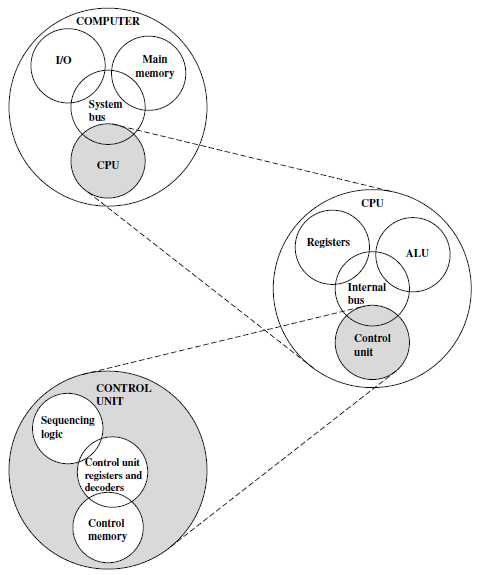 COMPUTER
I/O
Main
memory
System
bus
CPU
CPU
Registers
ALU
Internal
bus
Control
unit
CONTROL
UNIT
Sequencing
logic
Control unit
registers and
decoders
Control
memory